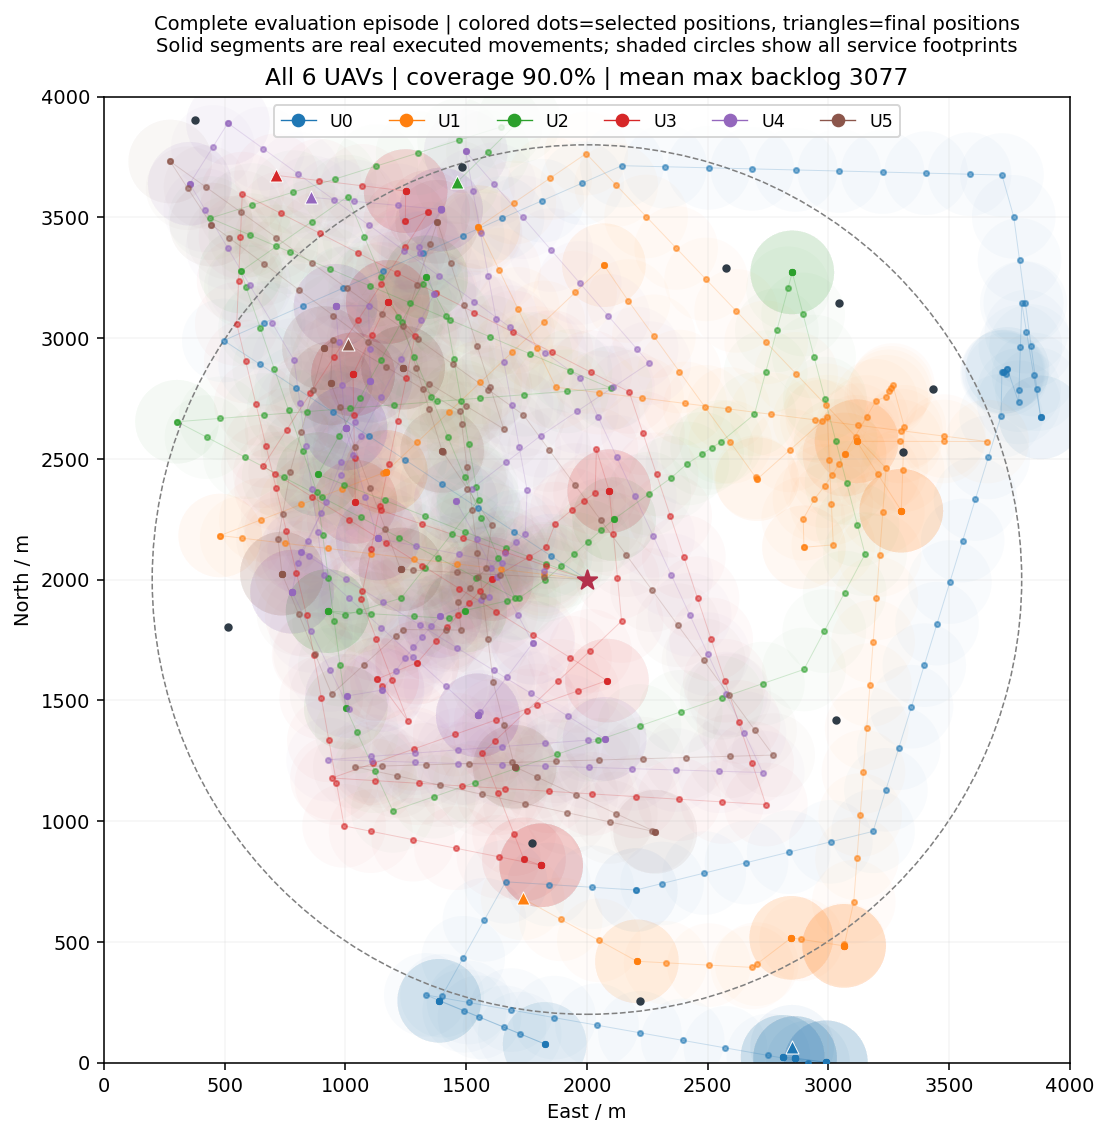 Complete evaluation episode | colored dots=selected positions, triangles=final positions
Solid segments are real executed movements; shaded circles show all service footprints
All 6 UAVs | coverage 90.0% | mean max backlog 3077
U0 U1 U2 U3 U4 U5
4000
3500
3000
2500
2000
1500
1000
500
0
North / m
0 500 1000 1500 2000 2500 3000 3500 4000
East / m